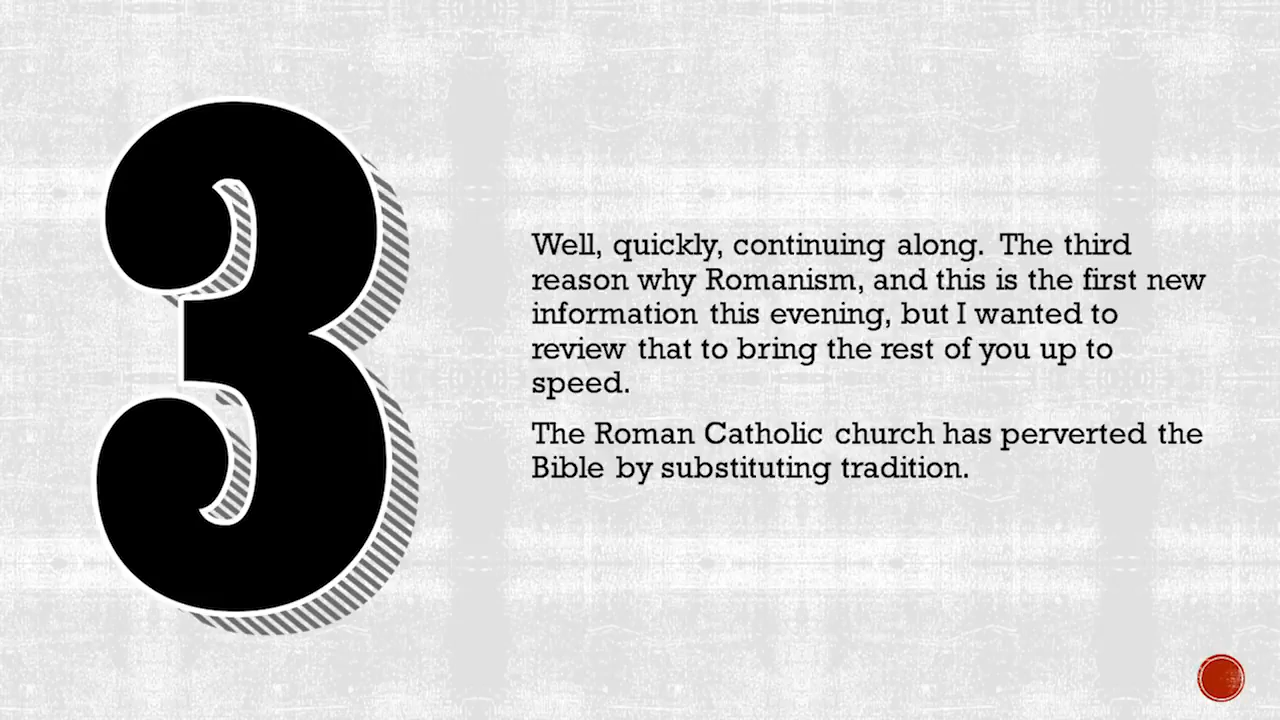 3
Well, quickly, continuing along. The third
reason why Romanism, and this is the first new
information this evening, but I wanted to
review that to bring the rest of you up to
speed.
The Roman Catholic church has perverted the
Bible by substituting tradition.